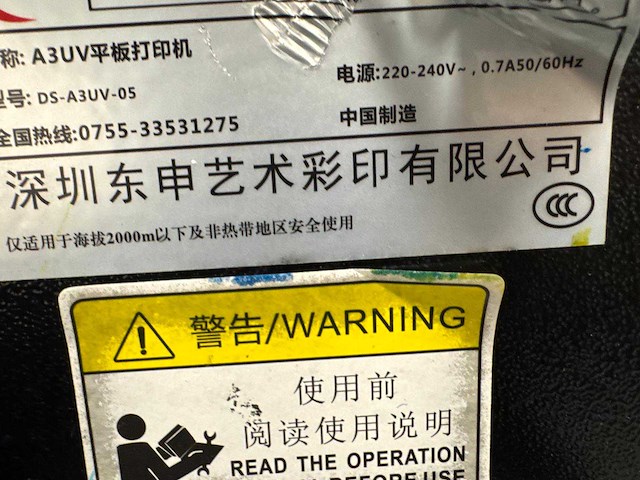 称: A3UV平板打印机
型号: DS-A3UV-05
电源:220-240V~, 0.7A50/60Hz
全国热线:0755-33531275
中国制造
深圳东申艺术彩印有限公司
CCC
仅适用于海拔2000m以下及非热带地区安全使用
警告/WARNING
使用前
阅读使用说明
READ THE OPERATION
BEFORE USE